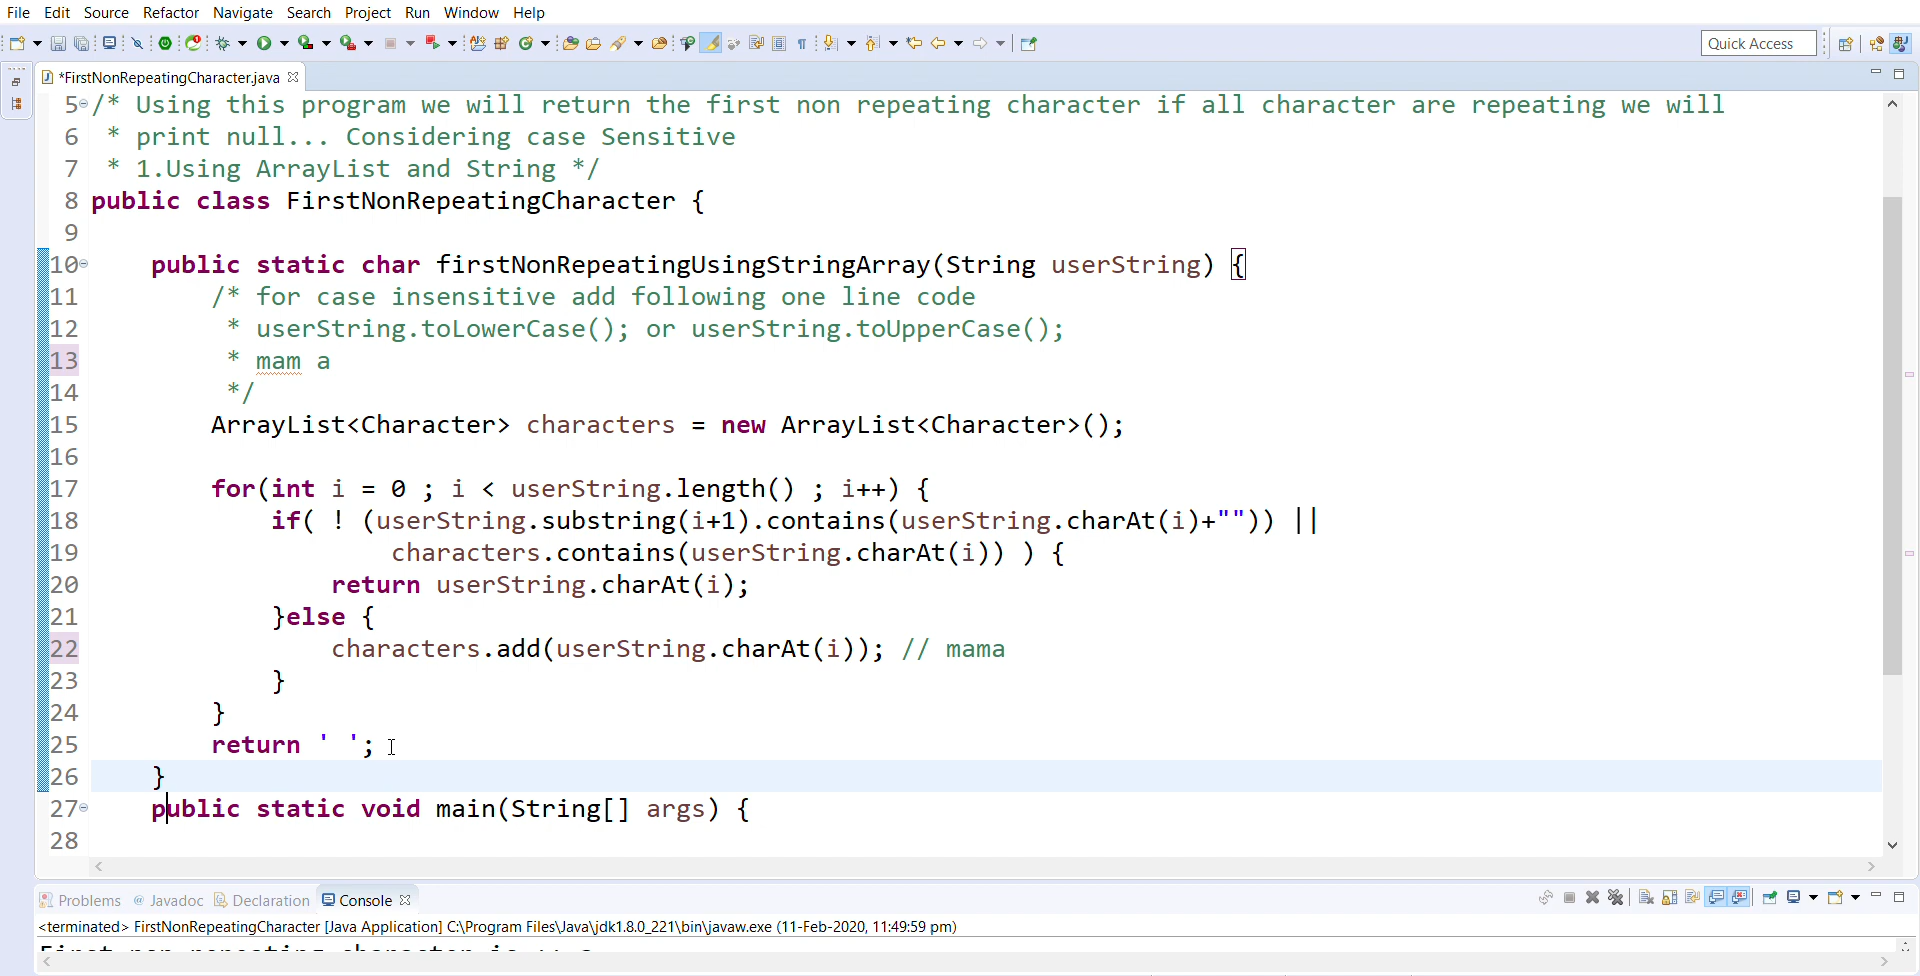 File Edit Source Refactor Navigate Search Project Run Window Help
Quick Access
*FirstNonRepeatingCharacter.java
5 /* Using this program we will return the first non repeating character if all character are repeating we will
6  * print null... Considering case Sensitive
7  * 1.Using ArrayList and String */
8 public class FirstNonRepeatingCharacter {
9
10     public static char firstNonRepeatingUsingStringArray(String userString) {
11         /* for case insensitive add following one line code
12          * userString.toLowerCase(); or userString.toUpperCase();
13          * mam a
14          */
15         ArrayList<Character> characters = new ArrayList<Character>();
16
17         for(int i = 0 ; i < userString.length() ; i++) {
18             if( ! (userString.substring(i+1).contains(userString.charAt(i)+"")) ||
19                     characters.contains(userString.charAt(i)) ) {
20                 return userString.charAt(i);
21             }else {
22                 characters.add(userString.charAt(i)); // mama
23             }
24         }
25         return ' ';
26     }
27     public static void main(String[] args) {
28
Problems @ Javadoc Declaration Console
<terminated> FirstNonRepeatingCharacter [Java Application] C:\Program Files\Java\jdk1.8.0_221\bin\javaw.exe (11-Feb-2020, 11:49:59 pm)
First non repeating character is